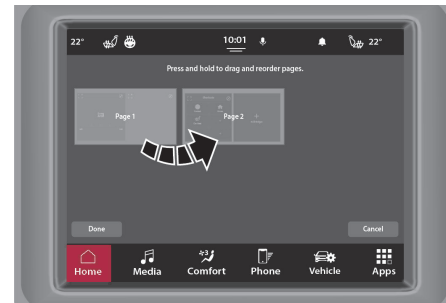 22° 10:01 22°
Press and hold to drag and reorder pages.
Page 1 Page 2
Done Cancel
Home Media Comfort Phone Vehicle Apps